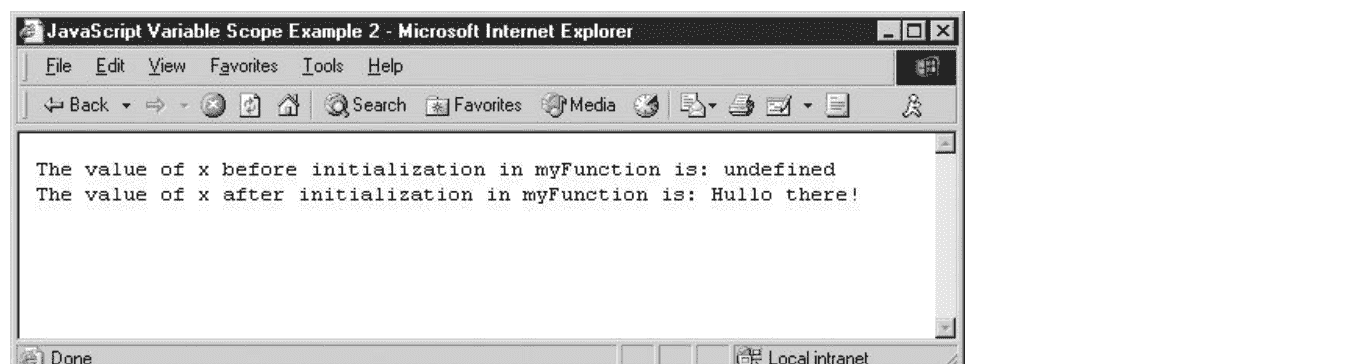 JavaScript Variable Scope Example 2 - Microsoft Internet Explorer
File Edit View Favorites Tools Help
Back Search Favorites Media
The value of x before initialization in myFunction is: undefined
The value of x after initialization in myFunction is: Hullo there!
Done Local intranet